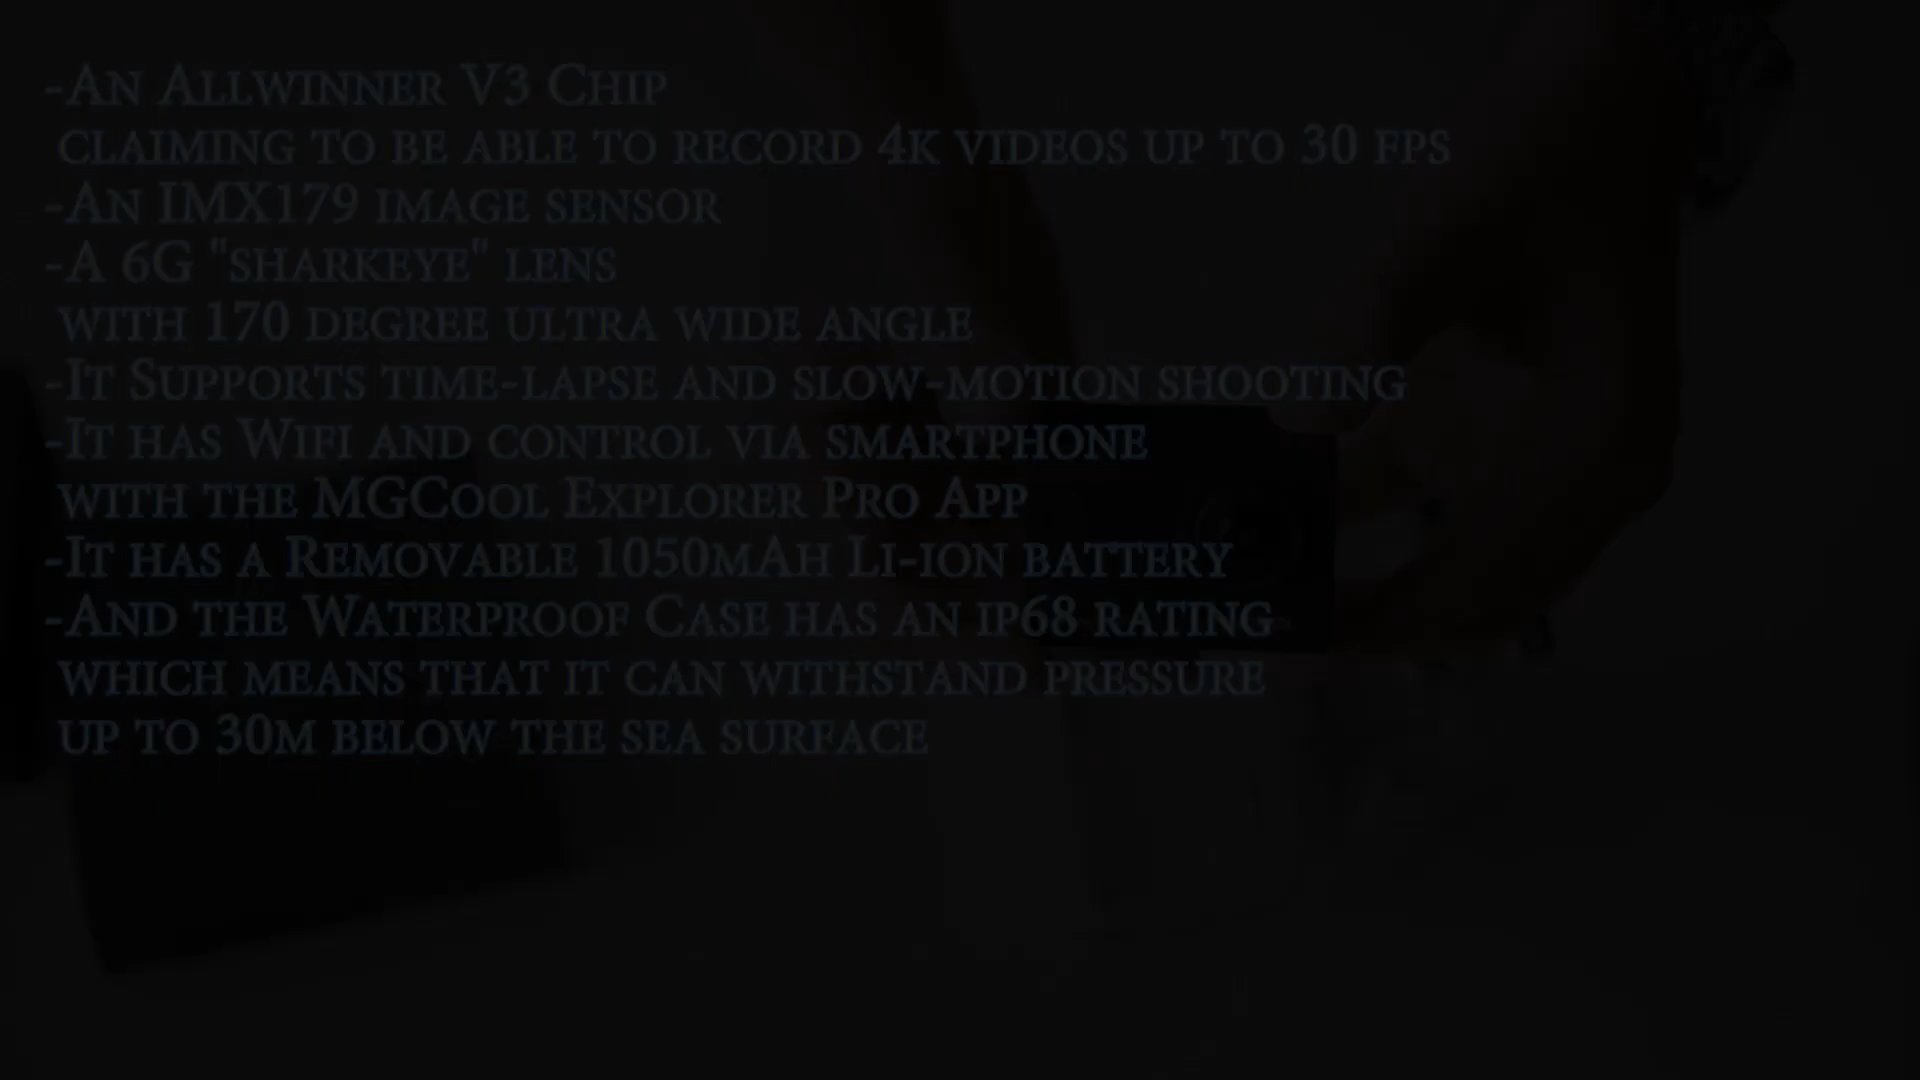 -An Allwinner V3 Chip
claiming to be able to record 4k videos up to 30 fps
-An IMX179 image sensor
-A 6G "sharkeye" lens
with 170 degree ultra wide angle
-It Supports time-lapse and slow-motion shooting
-It has Wifi and control via smartphone
with the MGCool Explorer Pro App
-It has a Removable 1050mAh Li-ion battery
-And the Waterproof Case has an ip68 rating
which means that it can withstand pressure
up to 30m below the sea surface